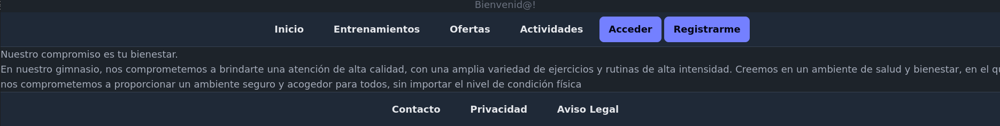 Bienvenid@!
Inicio Entrenamientos Ofertas Actividades Acceder Registrarme
Nuestro compromiso es tu bienestar.
En nuestro gimnasio, nos comprometemos a brindarte una atención de alta calidad, con una amplia variedad de ejercicios y rutinas de alta intensidad. Creemos en un ambiente de salud y bienestar, en el
nos comprometemos a proporcionar un ambiente seguro y acogedor para todos, sin importar el nivel de condición física
Contacto Privacidad Aviso Legal